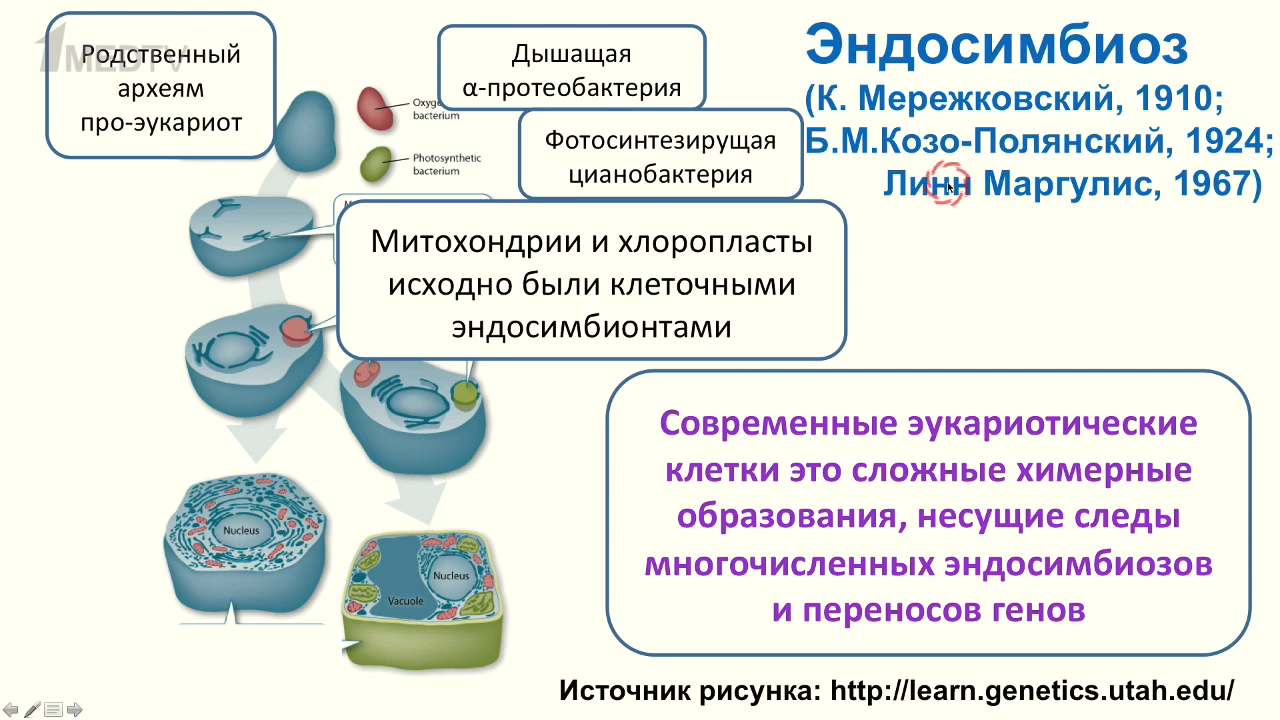 1MEDTV
Родственный
археям
про-эукариот
Дышащая
α-протеобактерия
bacterium
Фотосинтезируща
цианобактерия
Photosynthetic
bacterium
Эндосимбиоз
(К. Мережковский, 1910;
Б.М.Козо-Полянский, 1924;
Линн Маргулис, 1967)
Митохондрии и хлоропласты
исходно были клеточными
эндосимбионтами
Современные эукариотические
клетки это сложные химерные
образования, несущие следы
многочисленных эндосимбиозов
и переносов генов
Nucleus
Nucleus
Vacuole
Источник рисунка: http://learn.genetics.utah.edu/